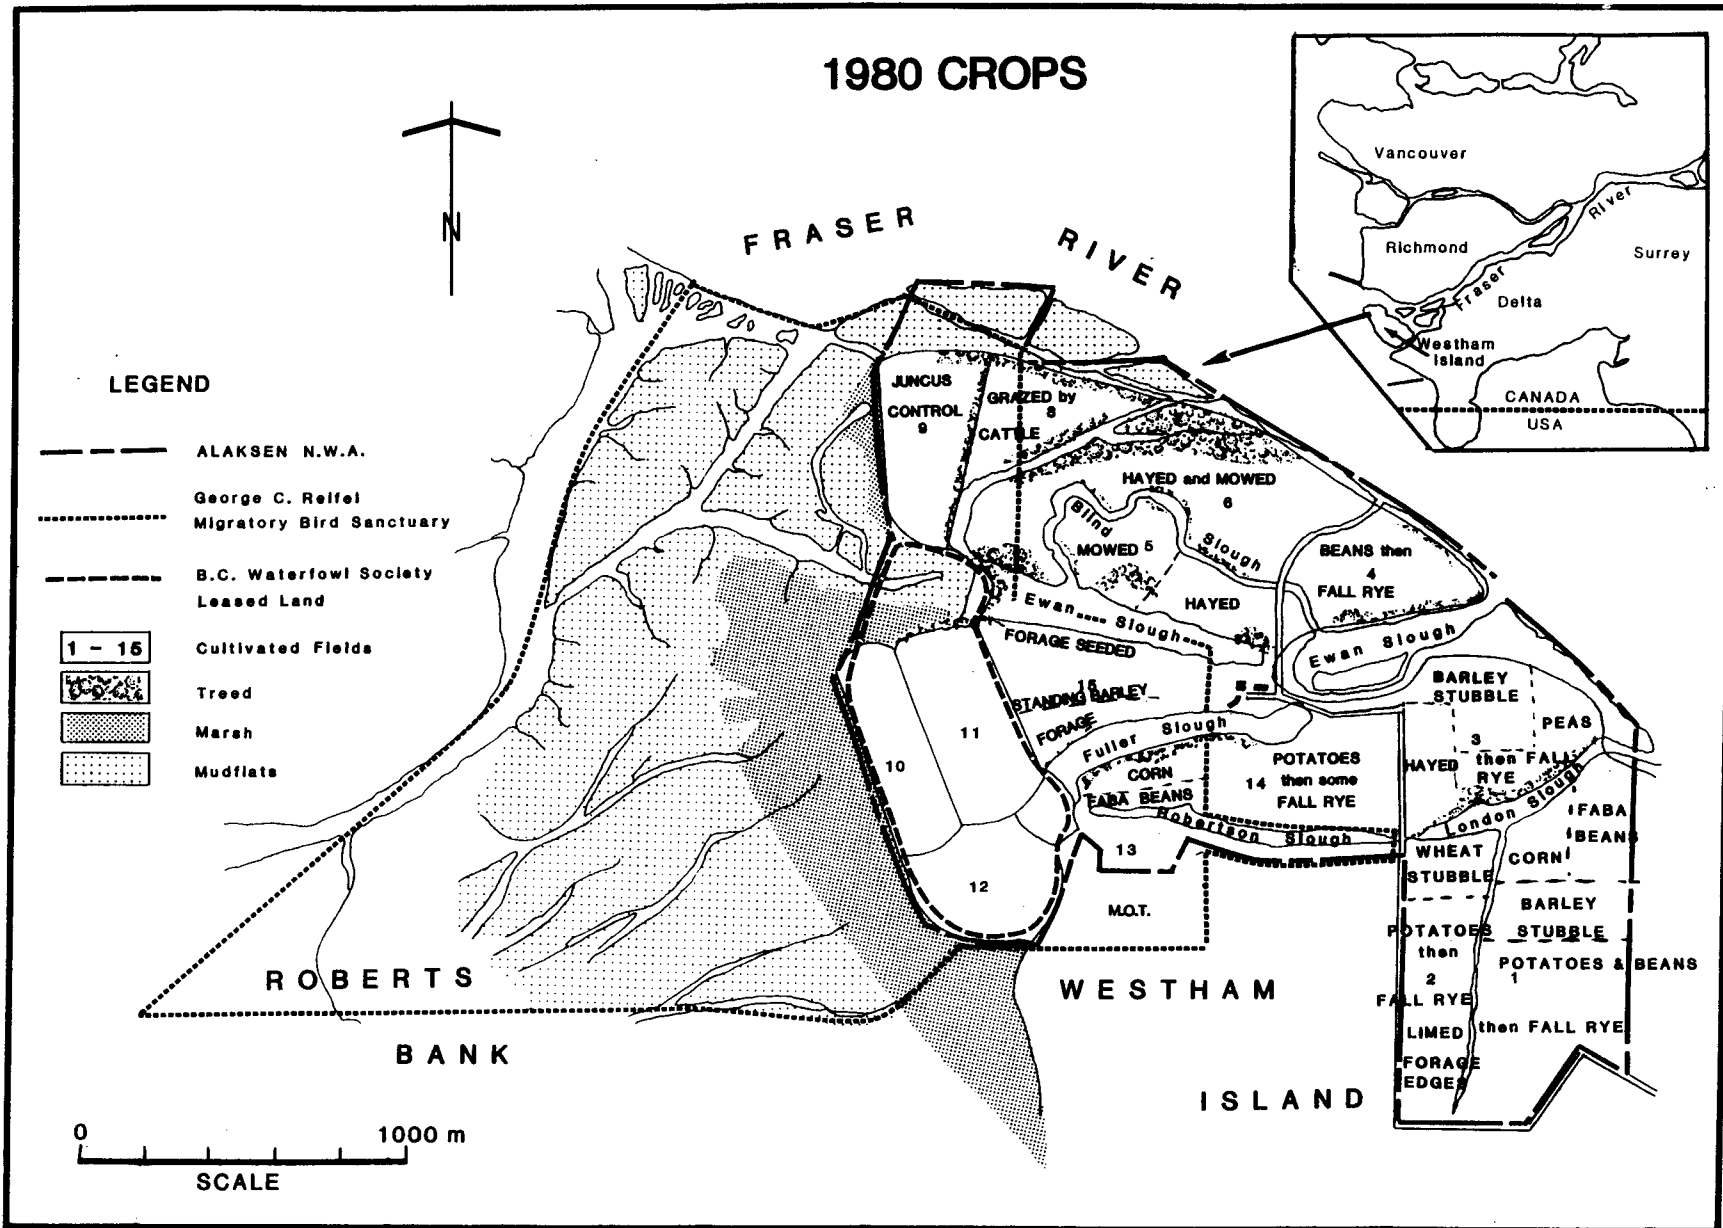 1980 CROPS
N
FRASER
RIVER
Vancouver
Richmond
River
Surrey
Fraser
Delta
Westham
Island
CANADA
USA
LEGEND
ALAKSEN N.W.A.
George C. Reifel
Migratory Bird Sanctuary
B.C. Waterfowl Society
Leased Land
1 - 15
Cultivated Fields
Treed
Marsh
Mudflats
JUNCUS
CONTROL
9
GRAZED by
8
CATTLE
HAYED and MOWED
6
Blind
Slough
MOWED 5
HAYED
BEANS then
4
FALL RYE
Ewan
Slough
Ewan Slough
FORAGE SEEDED
15
STANDING BARLEY
FORAGE
Fuller Slough
11
10
12
CORN
FABA BEANS
Robertson Slough
POTATOES
14 then some
FALL RYE
13
M.O.T.
BARLEY
STUBBLE
PEAS
3
HAYED
then FALL
RYE
London Slough
FABA
BEANS
WHEAT
STUBBLE
CORN
BARLEY
STUBBLE
POTATOES
then
2
FALL RYE
LIMED
FORAGE
EDGES
POTATOES & BEANS
1
then FALL RYE
ROBERTS
BANK
WESTHAM
ISLAND
0
1000 m
SCALE